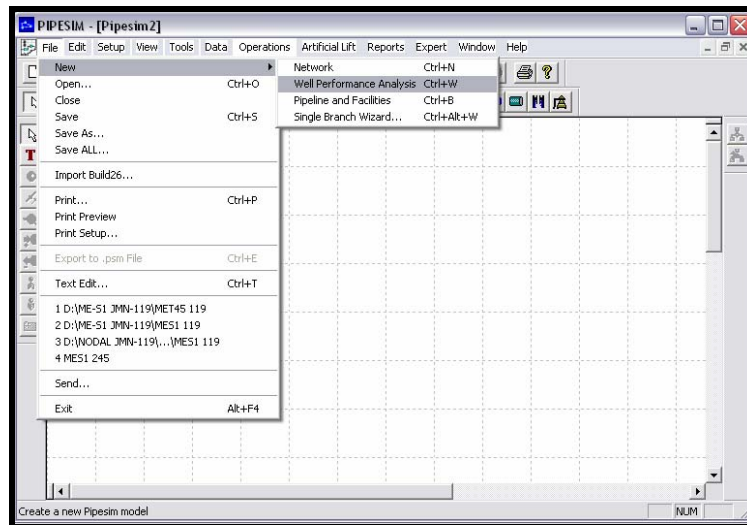 PIPESIM - [Pipesim2]
File Edit Setup View Tools Data Operations Artificial Lift Reports Expert Window Help
New
Open... Ctrl+O
Close
Save Ctrl+S
Save As...
Save ALL...
Import Build26...
Print... Ctrl+P
Print Preview
Print Setup...
Export to .psm File Ctrl+E
Text Edit... Ctrl+T
1 D:\ME-S1 JMN-119\MET45 119
2 D:\ME-S1 JMN-119\MES1 119
3 D:\NODAL JMN-119\...\MES1 119
4 MES1 245
Send...
Exit Alt+F4
Network Ctrl+N
Well Performance Analysis Ctrl+W
Pipeline and Facilities Ctrl+B
Single Branch Wizard... Ctrl+Alt+W
T
Create a new Pipesim model
NUM